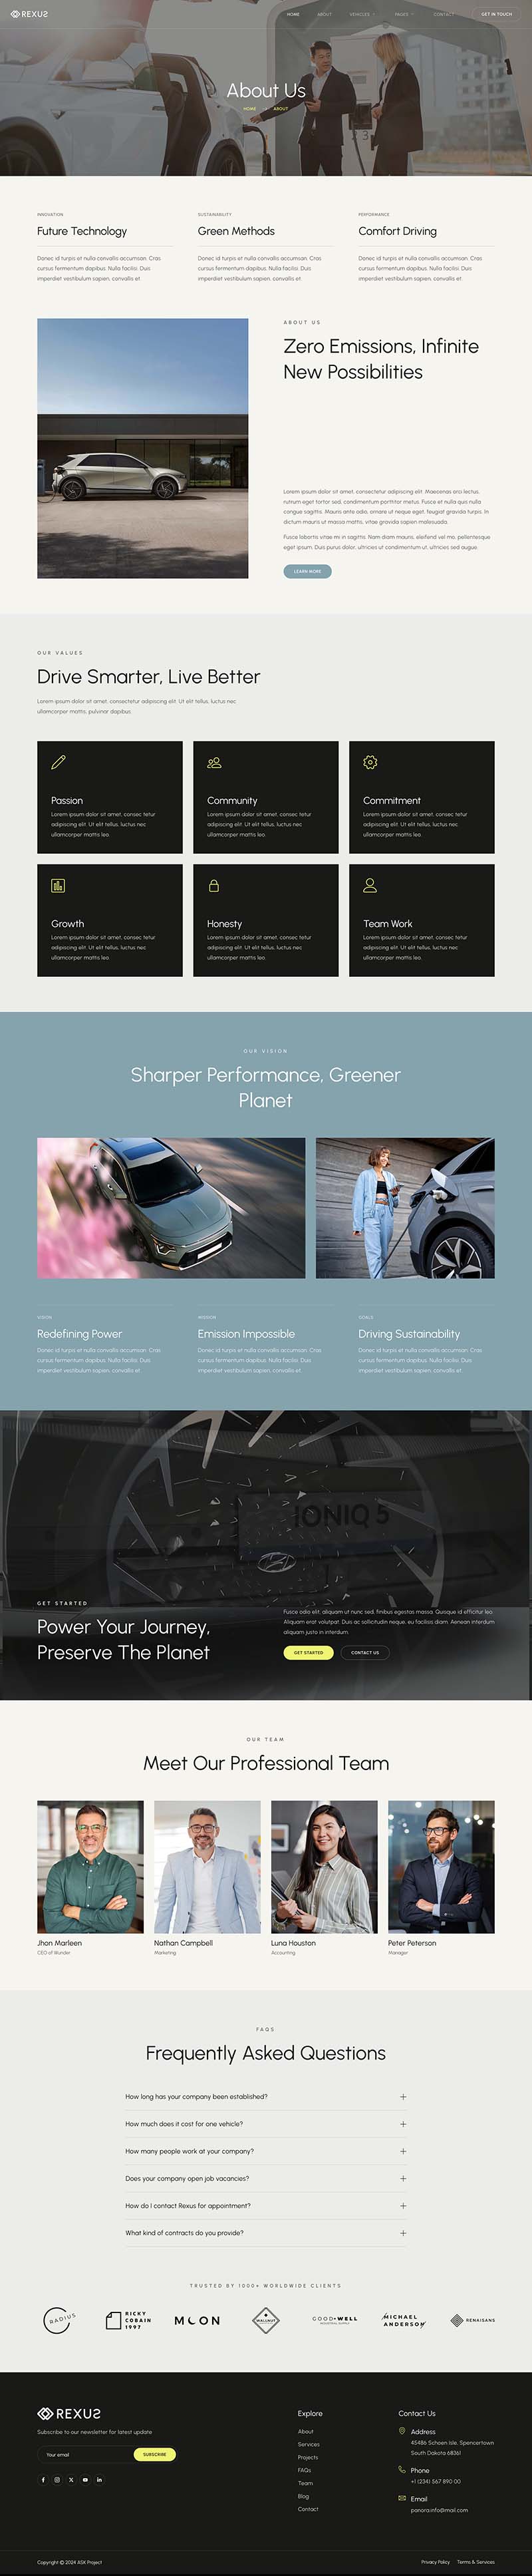 REXUS
HOME ABOUT VEHICLES PAGES CONTACT GET IN TOUCH
About Us
HOME ABOUT
INNOVATION
Future Technology
Donec id turpis et nulla convallis accumsan. Cras
cursus fermentum dapibus. Nulla facilisi. Duis
imperdiet vestibulum sapien, convallis et.
SUSTAINABILITY
Green Methods
Donec id turpis et nulla convallis accumsan. Cras
cursus fermentum dapibus. Nulla facilisi. Duis
imperdiet vestibulum sapien, convallis et.
PERFORMANCE
Comfort Driving
Donec id turpis et nulla convallis accumsan. Cras
cursus fermentum dapibus. Nulla facilisi. Duis
imperdiet vestibulum sapien, convallis et.
ABOUT US
Zero Emissions, Infinite
New Possibilities
Lorem ipsum dolor sit amet, consectetur adipiscing elit. Maecenas arcu lectus,
rutrum eget tortor sed, condimentum porttitor metus. Fusce et nulla quis nulla
congue sagittis. Mauris ante odio, ornare ut neque eget, feugiat gravida turpis. In
dictum mauris ut massa mattis, vitae gravida sapien malesuada.
Fusce lobortis vitae mi in sagittis. Nam diam mauris, eleifend vel mi, pellentesque
eget ipsum. Duis purus dolor, ultricies ut condimentum ut, ultricies sed augue.
LEARN MORE
OUR VALUES
Drive Smarter, Live Better
Lorem ipsum dolor sit amet, consectetur adipiscing elit. Ut elit tellus, luctus nec
ullamcorper mattis, pulvinar dapibus.
Passion
Lorem ipsum dolor sit amet, consec tetur
adipiscing elit. Ut elit tellus, luctus nec
ullamcorper mattis leo.
Community
Lorem ipsum dolor sit amet, consec tetur
adipiscing elit. Ut elit tellus, luctus nec
ullamcorper mattis leo.
Commitment
Lorem ipsum dolor sit amet, consec tetur
adipiscing elit. Ut elit tellus, luctus nec
ullamcorper mattis leo.
Growth
Lorem ipsum dolor sit amet, consec tetur
adipiscing elit. Ut elit tellus, luctus nec
ullamcorper mattis leo.
Honesty
Lorem ipsum dolor sit amet, consec tetur
adipiscing elit. Ut elit tellus, luctus nec
ullamcorper mattis leo.
Team Work
Lorem ipsum dolor sit amet, consec tetur
adipiscing elit. Ut elit tellus, luctus nec
ullamcorper mattis leo.
OUR VISION
Sharper Performance, Greener
Planet
VISION
Redefining Power
Donec id turpis et nulla convallis accumsan. Cras
cursus fermentum dapibus. Nulla facilisi. Duis
imperdiet vestibulum sapien, convallis et.
MISSION
Emission Impossible
Donec id turpis et nulla convallis accumsan. Cras
cursus fermentum dapibus. Nulla facilisi. Duis
imperdiet vestibulum sapien, convallis et.
GOALS
Driving Sustainability
Donec id turpis et nulla convallis accumsan. Cras
cursus fermentum dapibus. Nulla facilisi. Duis
imperdiet vestibulum sapien, convallis et.
IONIQ 5
GET STARTED
Power Your Journey,
Preserve The Planet
Fusce odio elit, aliquam ut nunc sed, finibus egestas massa. Quisque id efficitur leo.
Aliquam erat volutpat. Duis ac sollicitudin neque, eu facilisis diam. Aenean interdum
aliquam justo in interdum.
GET STARTED CONTACT US
OUR TEAM
Meet Our Professional Team
Jhon Marleen
CEO of Wunder
Nathan Campbell
Marketing
Luna Houston
Accounting
Peter Peterson
Manager
FAQS
Frequently Asked Questions
How long has your company been established?
How much does it cost for one vehicle?
How many people work at your company?
Does your company open job vacancies?
How do I contact Rexus for appointment?
What kind of contracts do you provide?
TRUSTED BY 1000+ WORLDWIDE CLIENTS
RADIUS
RICKY
COBAIN
1997
MOON
WALLNUT
GOOD WELL
MICHAEL
ANDERSON
RENAISANS
REXUS
Subscribe to our newsletter for latest update
Your email SUBSCRIBE
Explore
About
Services
Projects
FAQs
Team
Blog
Contact
Contact Us
Address
45486 Schoen Isle, Spencertown
South Dakota 68361
Phone
+1 (234) 567 890 00
Email
panora.info@mail.com
Copyright © 2024 ASK Project
Privacy Policy Terms & Services